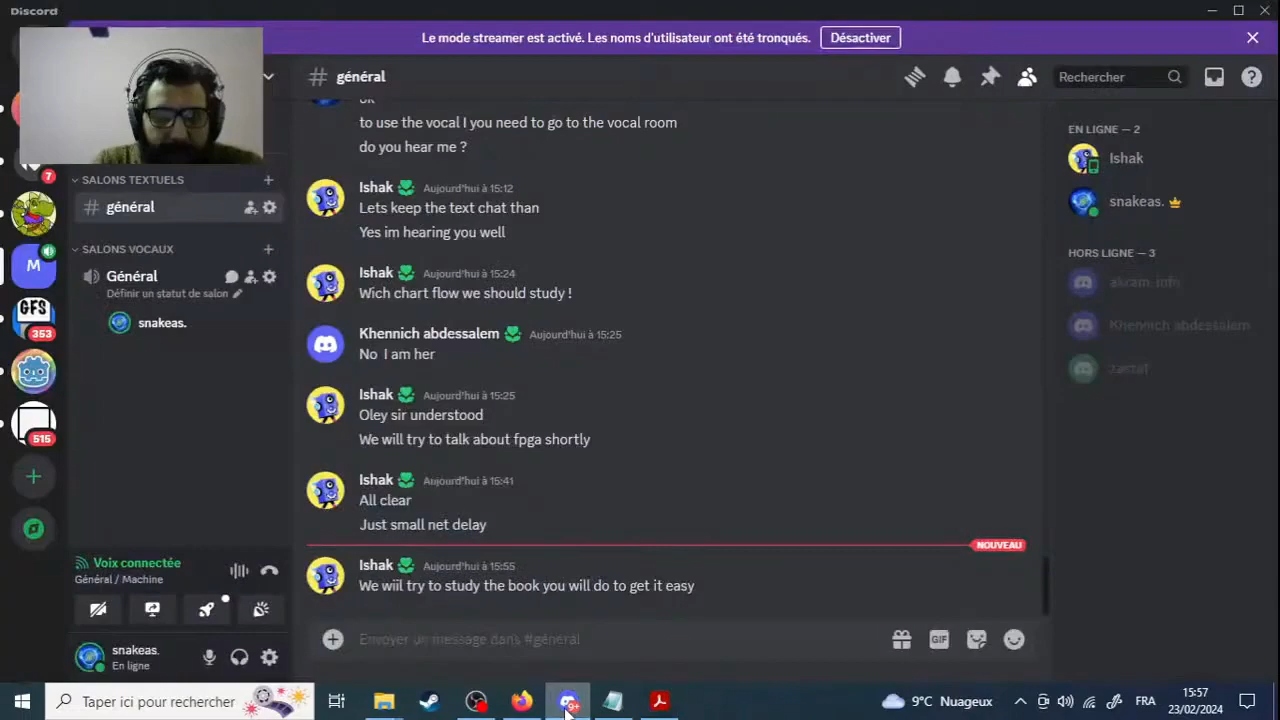 Discord
Le mode streamer est activé. Les noms d'utilisateur ont été tronqués.
Désactiver
# général
Rechercher
to use the vocal I you need to go to the vocal room
do you hear me ?
Ishak Aujourd'hui à 15:12
Lets keep the text chat than
Yes im hearing you well
Ishak Aujourd'hui à 15:24
Wich chart flow we should study !
Khennich abdessalem Aujourd'hui à 15:25
No I am her
Ishak Aujourd'hui à 15:25
Oley sir understood
We will try to talk about fpga shortly
Ishak Aujourd'hui à 15:41
All clear
Just small net delay
NOUVEAU
Ishak Aujourd'hui à 15:55
We wiil try to study the book you will do to get it easy
Envoyer un message dans #général
GIF
7
M
GFS
353
515
SALONS TEXTUELS
# général
SALONS VOCAUX
Général
Définir un statut de salon
snakeas.
Voix connectée
Général / Machine
snakeas.
En ligne
EN LIGNE — 2
Ishak
snakeas.
HORS LIGNE — 3
akram_info
Khennich abdessalem
Taper ici pour rechercher
9+
9°C Nuageux
FRA
15:57
23/02/2024